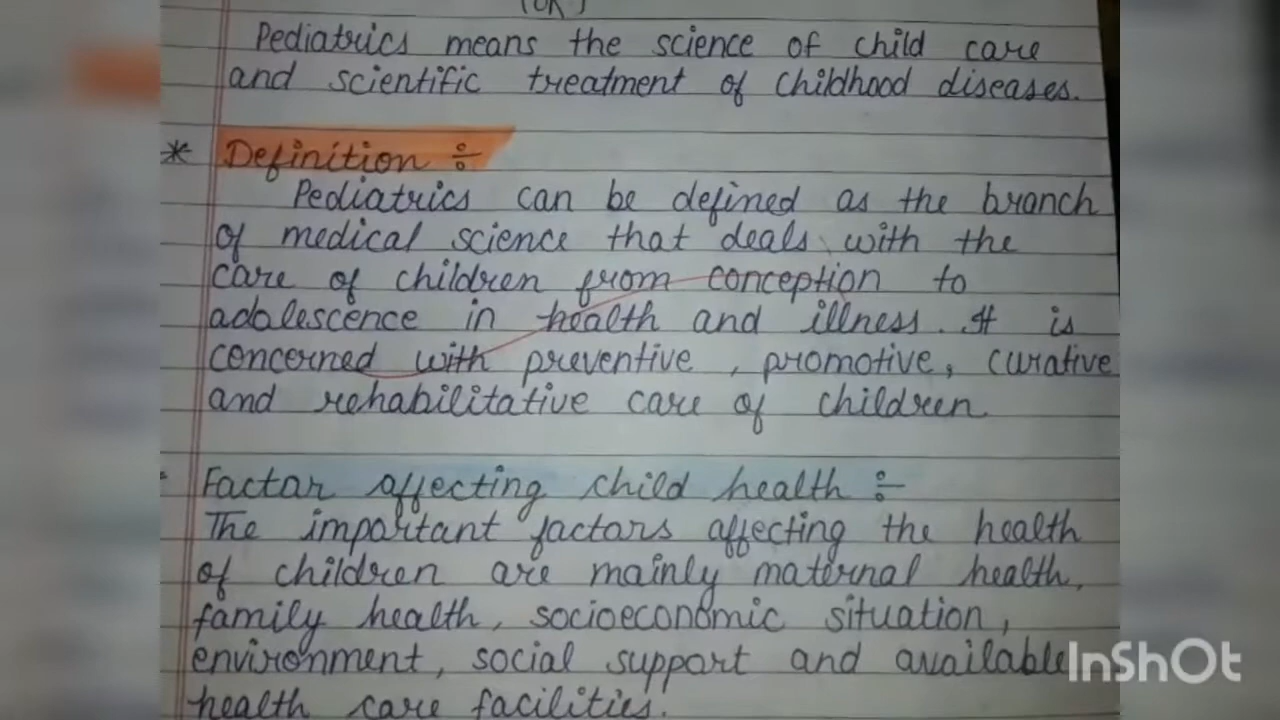 (OR)
Pediatrics means the science of child care
and scientific treatment of childhood diseases.
* Definition ÷
Pediatrics can be defined as the branch
of medical science that deals with the
care of children from conception to
adolescence in health and illness. It is
concerned with preventive, promotive, curative
and rehabilitative care of children
Factor affecting child health ÷
The important factors affecting the health
of children are mainly maternal health,
family health, socioeconomic situation,
environment, social support and available
health care facilities.
InShOt